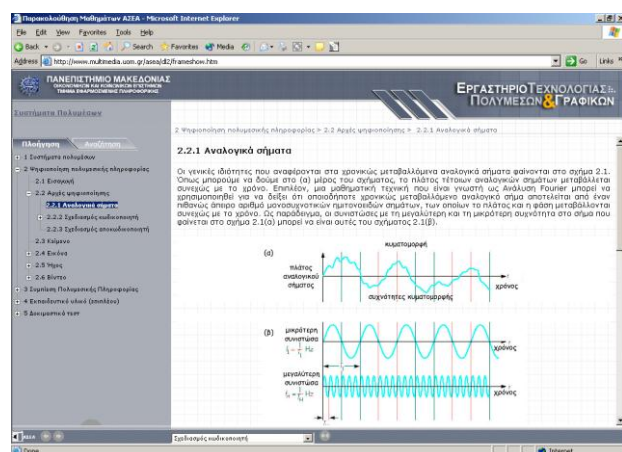 Παρακολούθηση Μαθημάτων ΑΣΕΑ - Microsoft Internet Explorer
File Edit View Favorites Tools Help
Back Search Favorites Media
Address http://www.multimedia.uom.gr/asea/dl2/frameshow.htm Go Links
ΠΑΝΕΠΙΣΤΗΜΙΟ ΜΑΚΕΔΟΝΙΑΣ
ΟΙΚΟΝΟΜΙΚΩΝ ΚΑΙ ΚΟΙΝΩΝΙΚΩΝ ΕΠΙΣΤΗΜΩΝ
ΤΜΗΜΑ ΕΦΑΡΜΟΣΜΕΝΗΣ ΠΛΗΡΟΦΟΡΙΚΗΣ
ΕΡΓΑΣΤΗΡΙΟ ΤΕΧΝΟΛΟΓΙΑΣ
ΠΟΛΥΜΕΣΩΝ & ΓΡΑΦΙΚΩΝ
Συστήματα Πολυμέσων
Πλοήγηση Αναζήτηση
1 Συστήματα πολυμέσων
2 Ψηφιοποίηση πολυμεσικής πληροφορίας
2.1 Εισαγωγή
2.2 Αρχές ψηφιοποίησης
2.2.1 Αναλογικά σήματα
2.2.2 Σχεδιασμός κωδικοποιητή
2.2.3 Σχεδιασμός αποκωδικοποιητή
2.3 Κείμενο
2.4 Εικόνα
2.5 Ήχος
2.6 Βίντεο
3 Συμπίεση Πολυμεσικής Πληροφορίας
4 Εκπαιδευτικό υλικό (επιπλέον)
5 Δοκιμαστικό τεστ
2 Ψηφιοποίηση πολυμεσικής πληροφορίας > 2.2 Αρχές ψηφιοποίησης > 2.2.1 Αναλογικά σήματα
2.2.1 Αναλογικά σήματα
Οι γενικές ιδιότητες που αναφέρονται στα χρονικώς μεταβαλλόμενα αναλογικά σήματα φαίνονται στο σχήμα 2.1.
Όπως μπορούμε να δούμε στο (α) μέρος του σχήματος, το πλάτος τέτοιων αναλογικών σημάτων μεταβάλλεται
συνεχώς με το χρόνο. Επιπλέον, μια μαθηματική τεχνική που είναι γνωστή ως Ανάλυση Fourier μπορεί να
χρησιμοποιηθεί για να δείξει ότι οποιοδήποτε χρονικώς μεταβαλλόμενο αναλογικό σήμα αποτελείται από έναν
πιθανώς άπειρο αριθμό μονοσυχνοτικών ημιτονοειδών σημάτων, των οποίων το πλάτος και η φάση μεταβάλλονται
συνεχώς με το χρόνο. Ως παράδειγμα, οι συνιστώσες με τη μεγαλύτερη και τη μικρότερη συχνότητα στο σήμα που
φαίνεται στο σχήμα 2.1(α) μπορεί να είναι αυτές του σχήματος 2.1(β).
(α)
κυματομορφή
πλάτος
αναλογικού
σήματος
χρόνος
συχνότητες κυματομορφής
(β)
μικρότερη
συνιστώσα
Hz
χρόνος
μεγαλύτερη
συνιστώσα
Hz
χρόνος
ΑΣΕΑ
Σχεδιασμός κωδικοποιητή
Done Internet